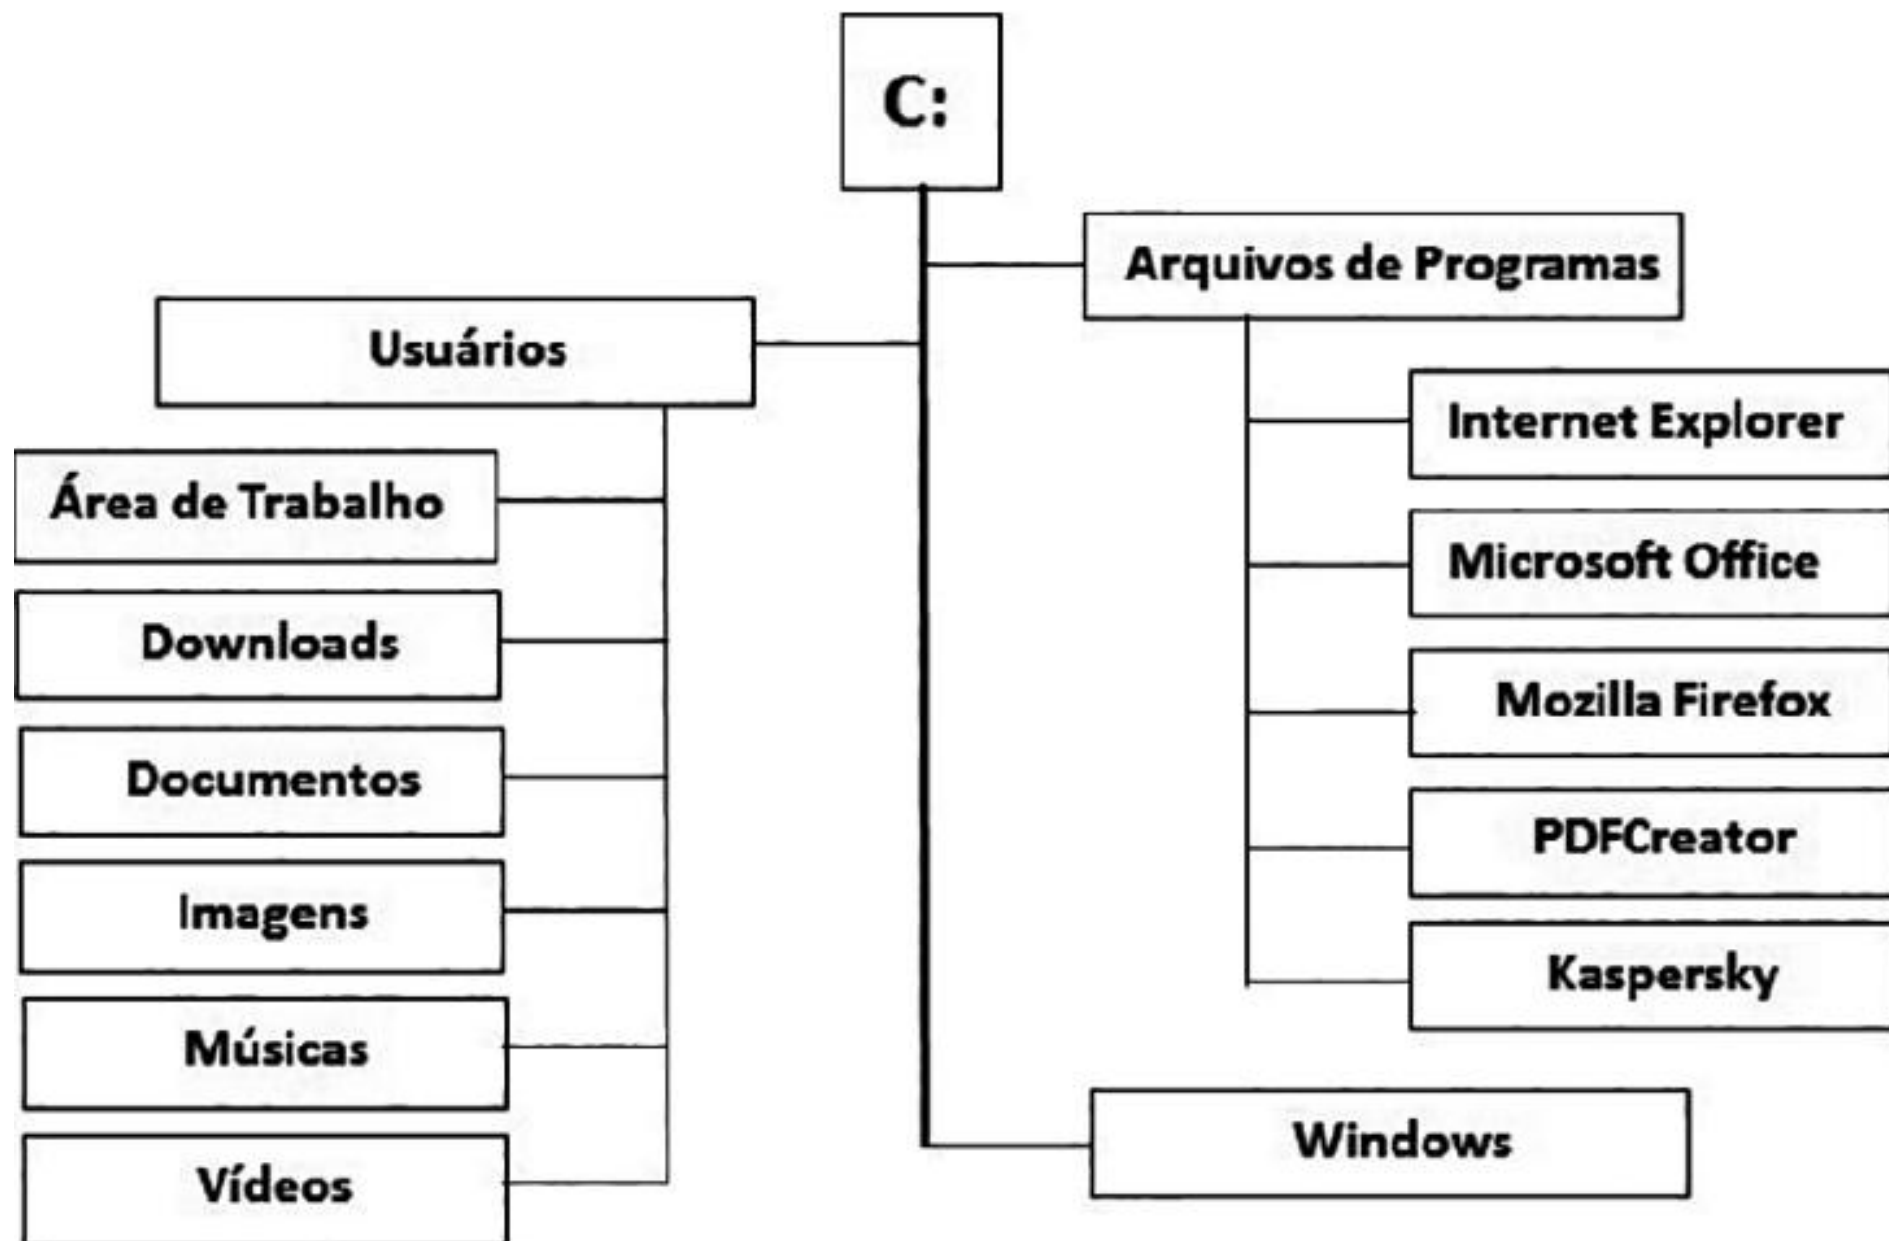 C:
Arquivos de Programas
Usuários
Internet Explorer
Área de Trabalho
Microsoft Office
Downloads
Mozilla Firefox
Documentos
PDFCreator
Imagens
Kaspersky
Músicas
Windows
Vídeos